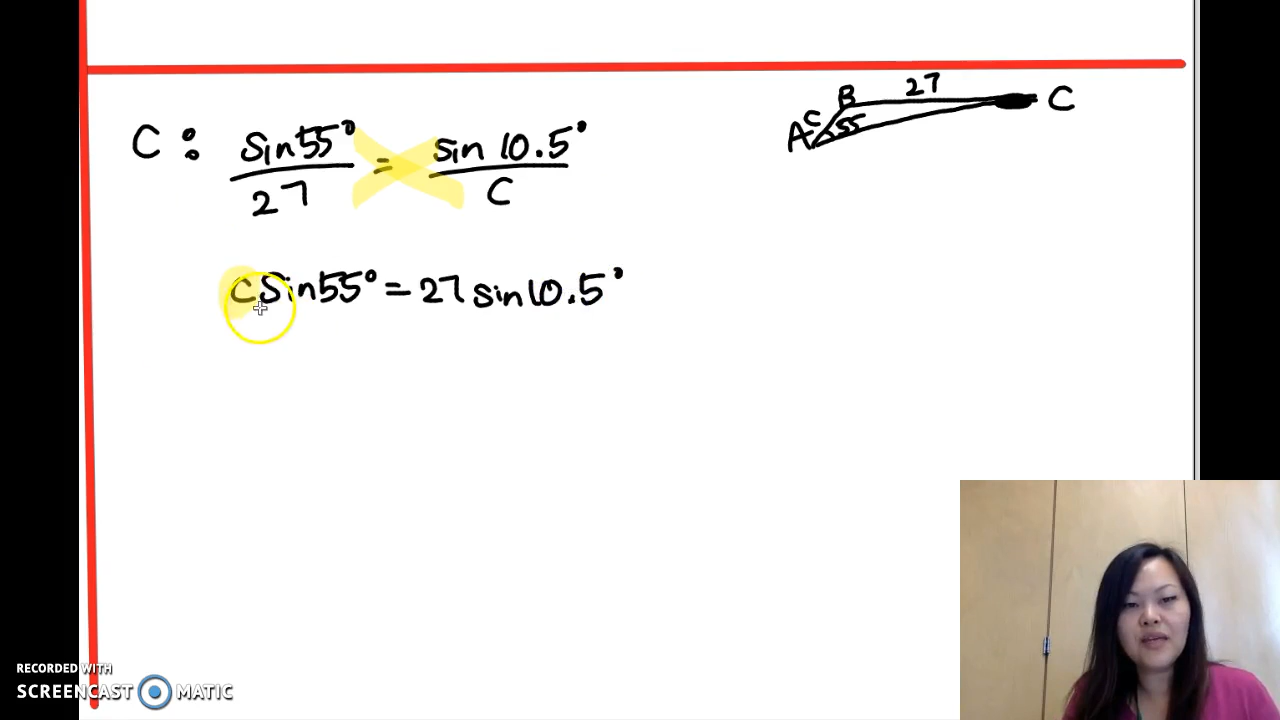 27
B C
C
A 55
C : sin55° = sin 10.5°
27 C
c sin55° = 27 sin10.5°
RECORDED WITH
SCREENCAST MATIC